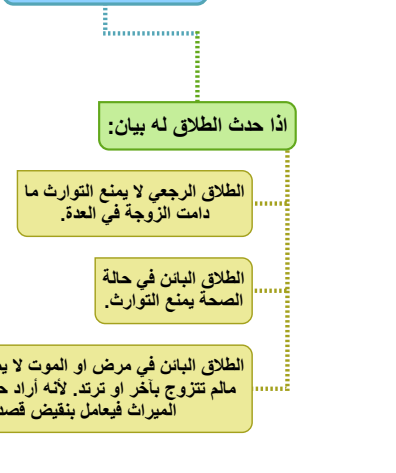 اذا حدث الطلاق له بيان:
الطلاق الرجعي لا يمنع التوارث ما
دامت الزوجة في العدة.
الطلاق البائن في حالة
الصحة يمنع التوارث.
الطلاق البائن في مرض او الموت لا
مالم تتزوج بآخر او ترتد. لأنه أراد
الميراث فيعامل بنقيض